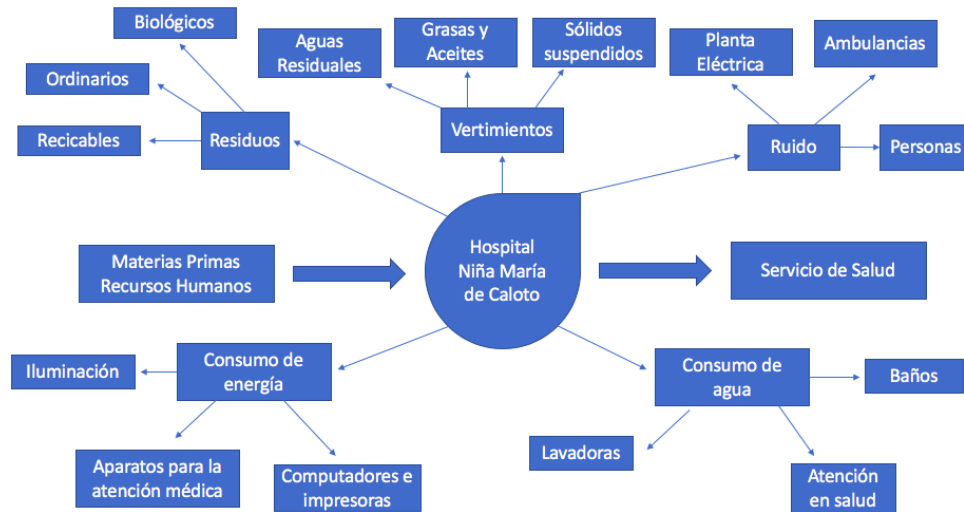 Biológicos
Ordinarios
Recicables
Residuos
Aguas
Residuales
Grasas y
Aceites
Sólidos
suspendidos
Vertimientos
Planta
Eléctrica
Ambulancias
Ruido
Personas
Materias Primas
Recursos Humanos
Hospital
Niña María
de Caloto
Servicio de Salud
Iluminación
Consumo de
energía
Aparatos para la
atención médica
Computadores e
impresoras
Consumo de
agua
Baños
Lavadoras
Atención
en salud